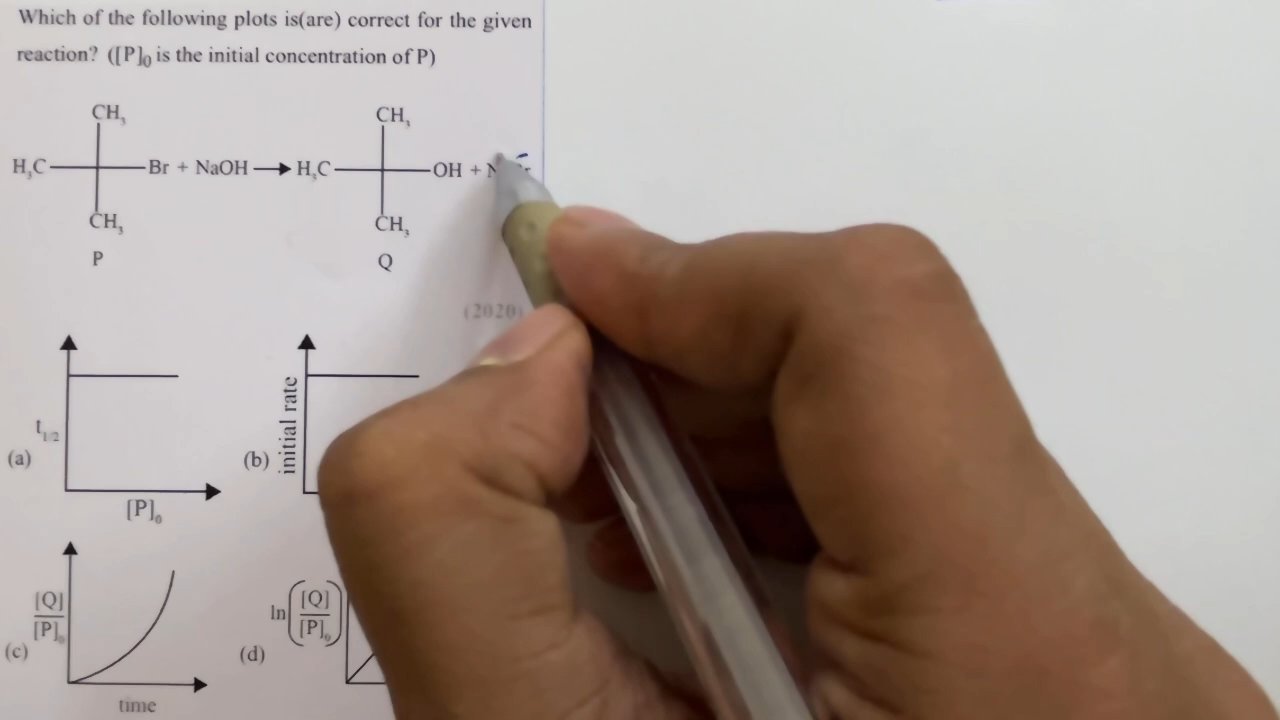 Which of the following plots is(are) correct for the given
reaction? ([P]₀ is the initial concentration of P)
CH₃
CH₃
H₃C
Br + NaOH
H₃C
OH +
CH₃
CH₃
P
Q
(2020)
t₁/₂
(a)
[P]₀
(b)
initial rate
[Q]
[P]₀
(c)
time
ln([Q]/[P]₀)
(d)